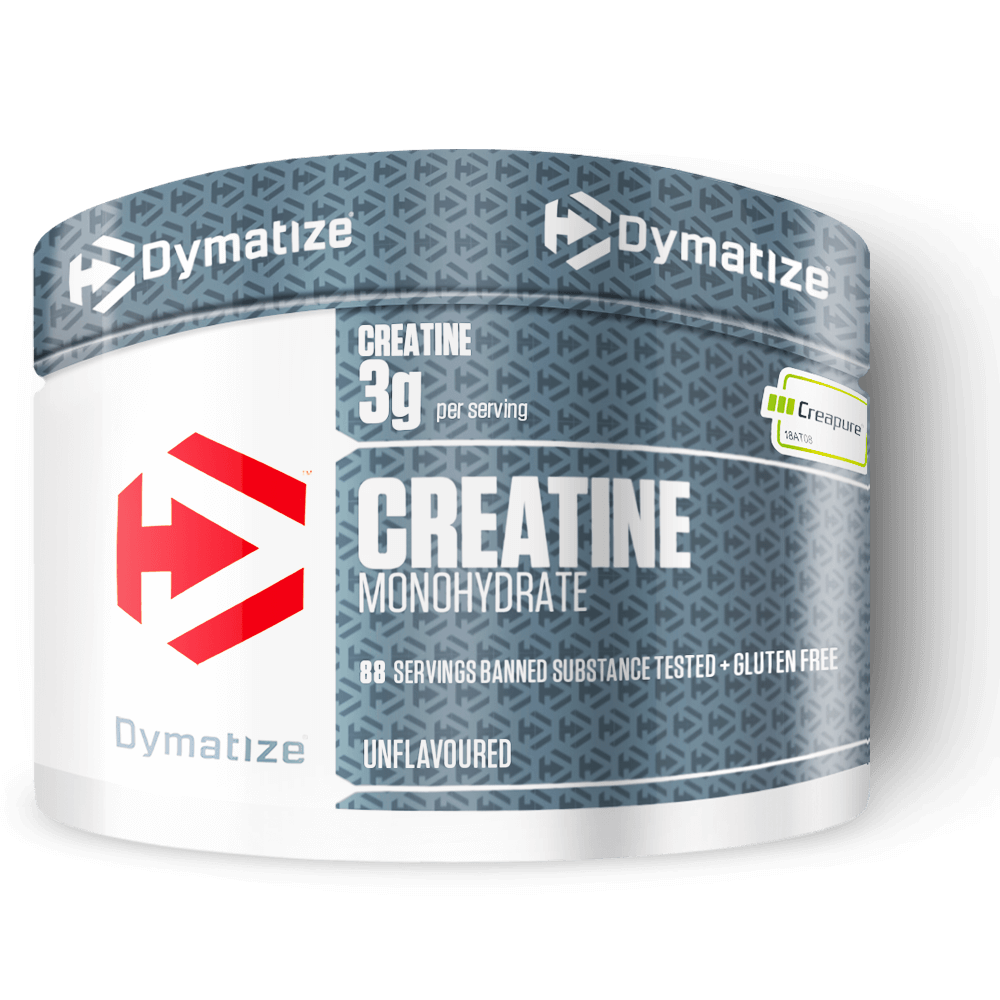 Dymatize®
Dymatize®
CREATINE
3g per serving
Creapure
18AT08
CREATINE
MONOHYDRATE
88 SERVINGS BANNED SUBSTANCE TESTED + GLUTEN FREE
UNFLAVOURED
Dymatize